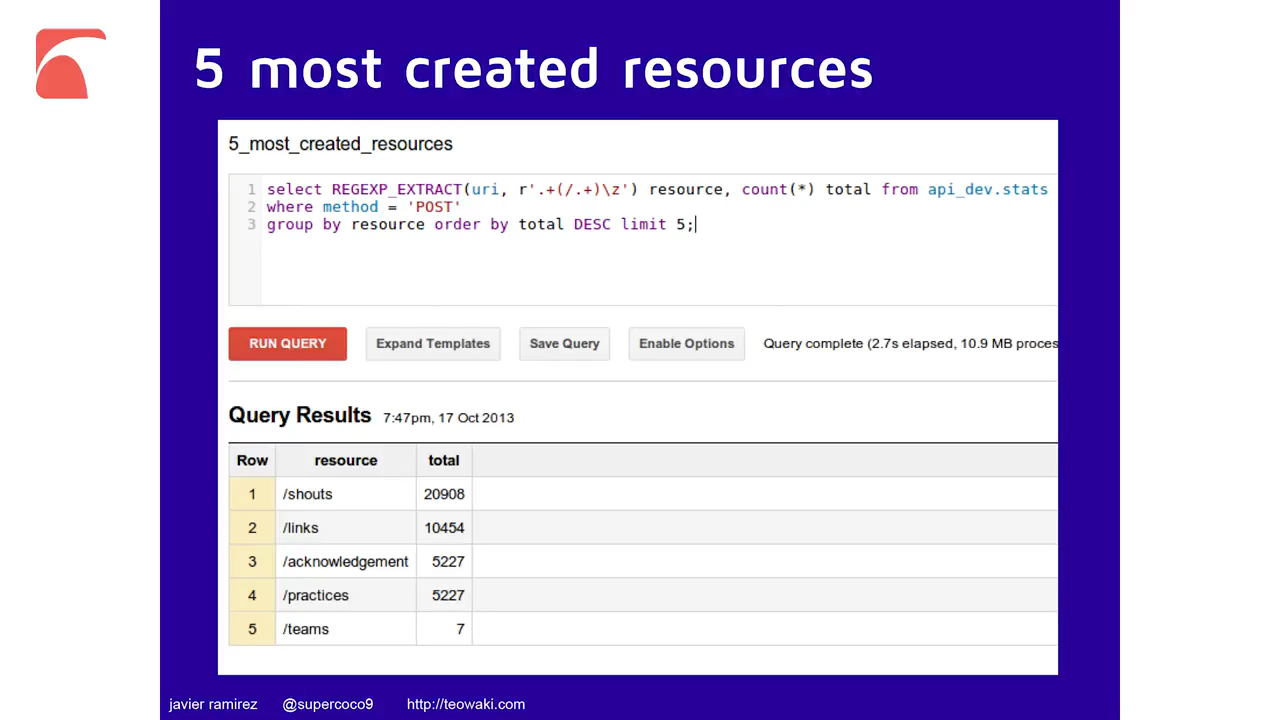 5 most created resources
5_most_created_resources
1 select REGEXP_EXTRACT(uri, r'.+(/.+)\z') resource, count(*) total from api_dev.stats
2 where method = 'POST'
3 group by resource order by total DESC limit 5;
RUN QUERY Expand Templates Save Query Enable Options Query complete (2.7s elapsed, 10.9 MB proces
Query Results 7:47pm, 17 Oct 2013
Row resource total
1 /shouts 20908
2 /links 10454
3 /acknowledgement 5227
4 /practices 5227
5 /teams 7
javier ramirez @supercoco9 http://teowaki.com